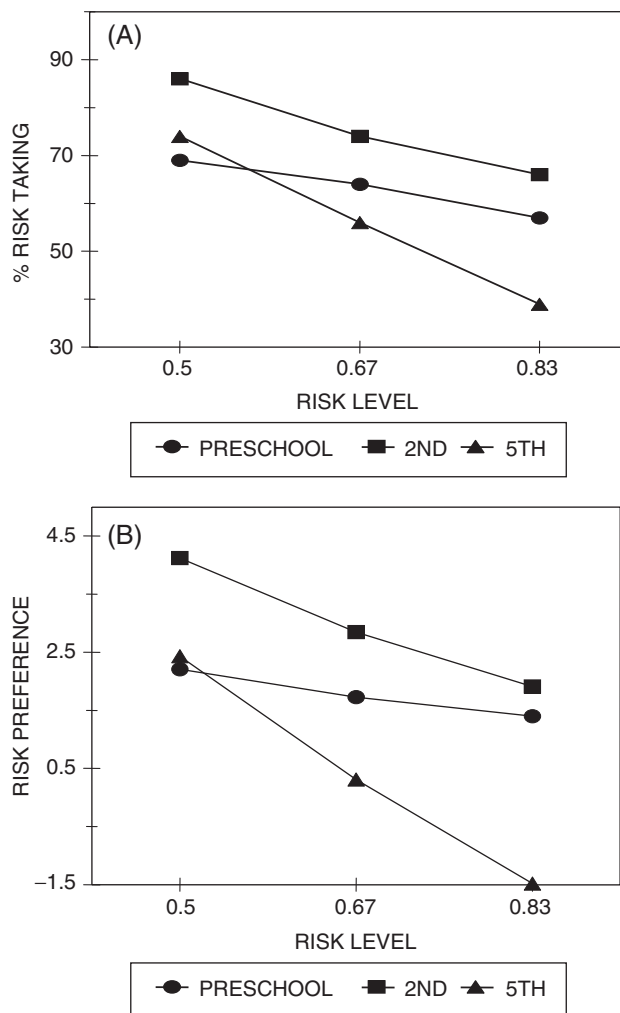 (A)
90
70
50
30
% RISK TAKING
0.5 0.67 0.83
RISK LEVEL
PRESCHOOL 2ND 5TH
(B)
4.5
2.5
0.5
−1.5
RISK PREFERENCE
0.5 0.67 0.83
RISK LEVEL
PRESCHOOL 2ND 5TH